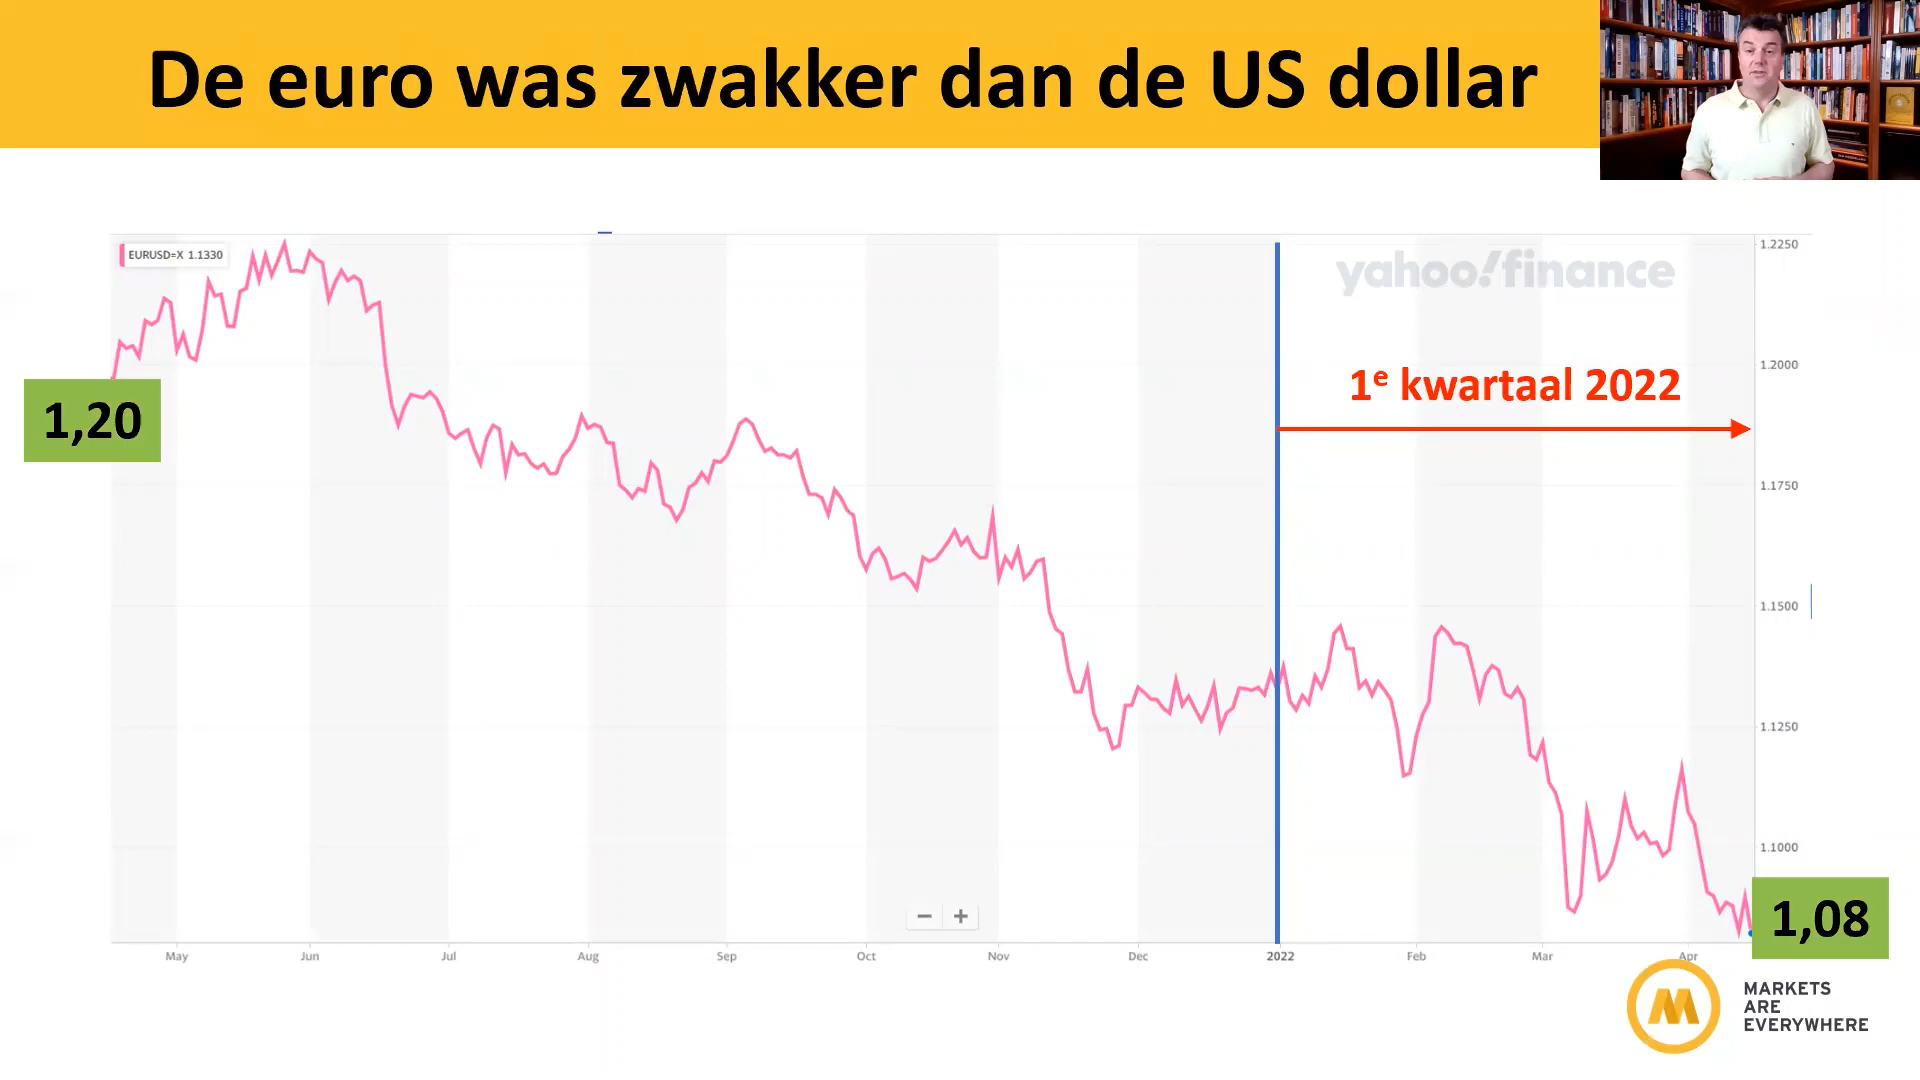 De euro was zwakker dan de US dollar
EURUSD=X 1.1330
yahoo!finance
1.2250
1.2000
1.1750
1.1500
1.1250
1.1000
1,20
1e kwartaal 2022
1,08
May Jun Jul Aug Sep Oct Nov Dec 2022 Feb Mar Apr
MARKETS
ARE
EVERYWHERE